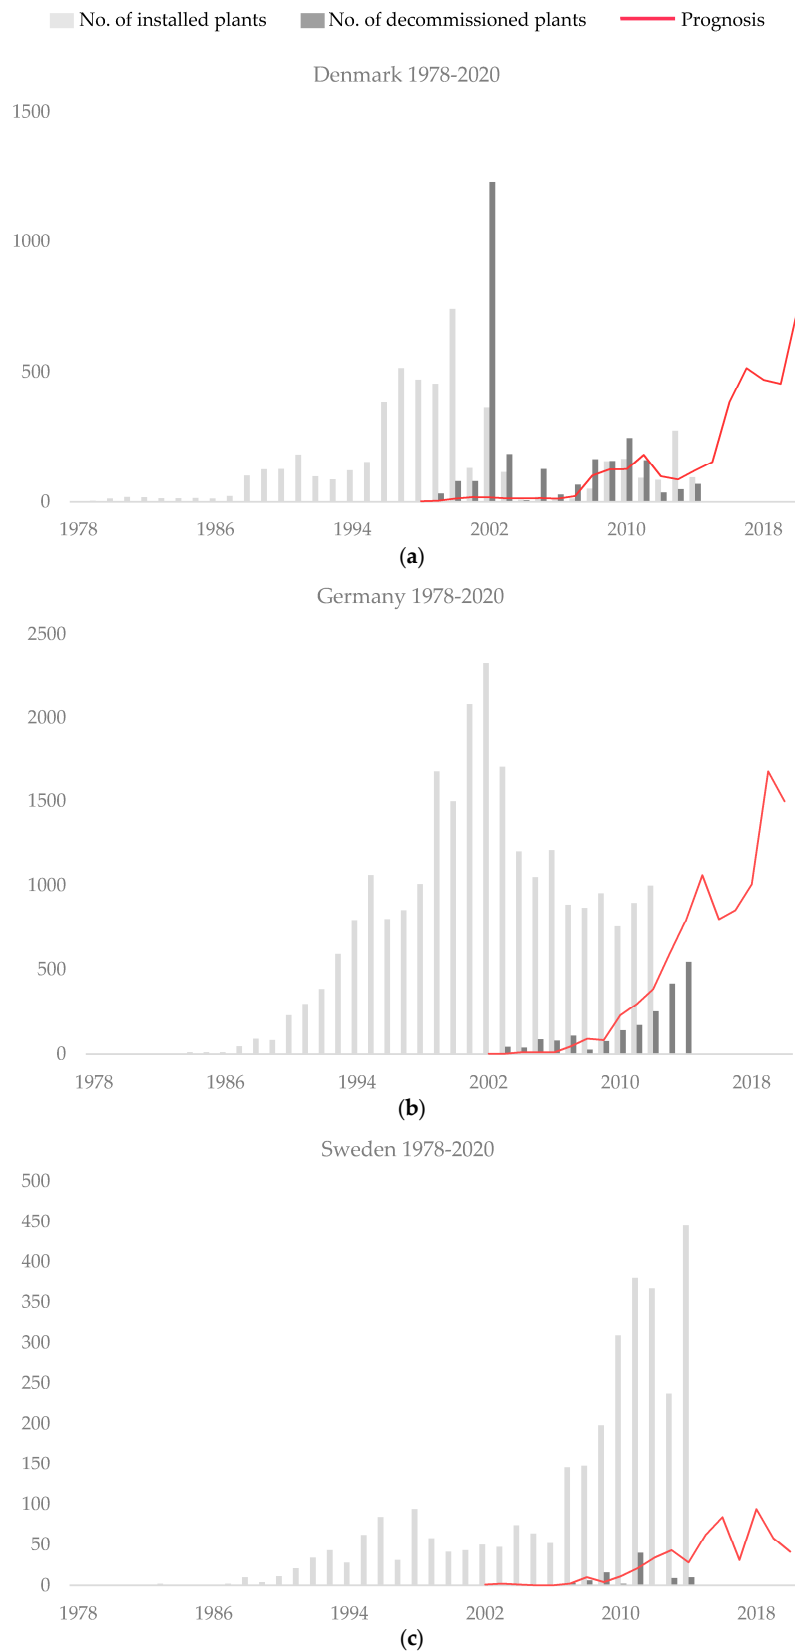 No. of installed plants No. of decommissioned plants Prognosis
Denmark 1978-2020
1500
1000
500
0
1978 1986 1994 2002 2010 2018
(a)
Germany 1978-2020
2500
2000
1500
1000
500
0
1978 1986 1994 2002 2010 2018
(b)
Sweden 1978-2020
500
450
400
350
300
250
200
150
100
50
0
1978 1986 1994 2002 2010 2018
(c)